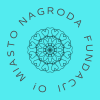 NAGRODA FUNDACJI O! MIASTO